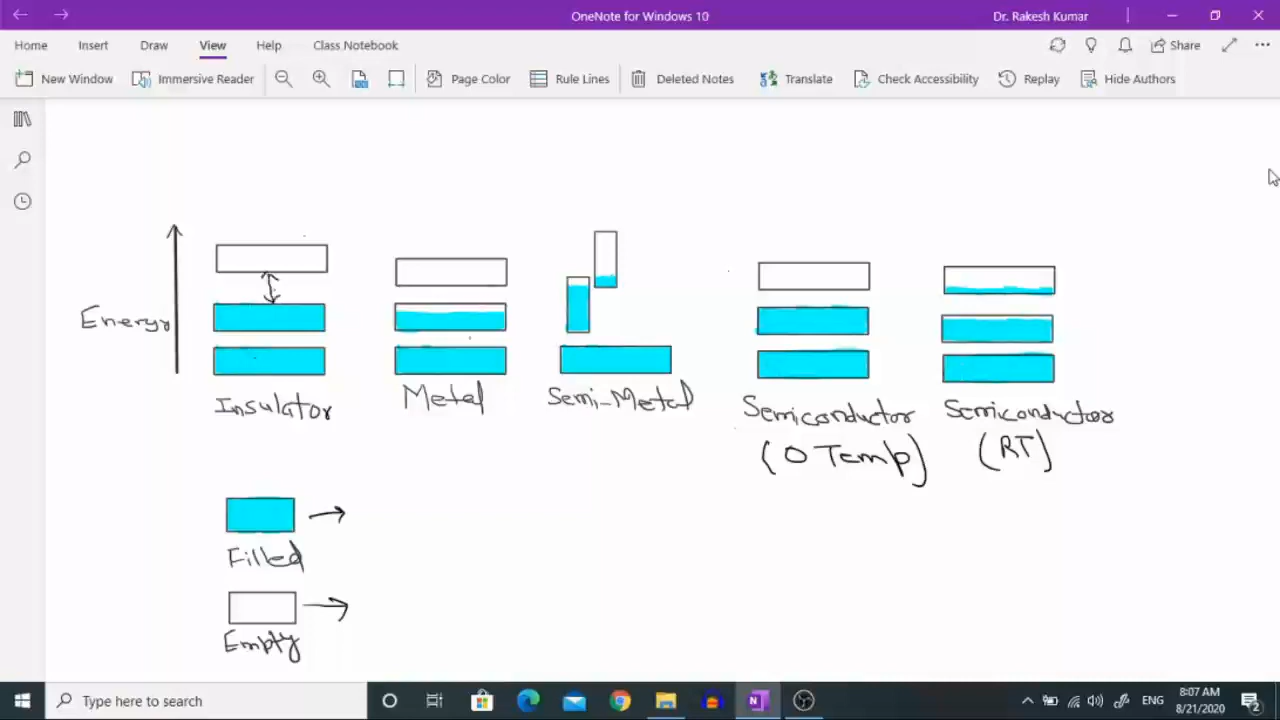 OneNote for Windows 10
Dr. Rakesh Kumar
Home Insert Draw View Help Class Notebook
Share
New Window Immersive Reader Page Color Rule Lines Deleted Notes Translate Check Accessibility Replay Hide Authors
Energy
Insulator Metal Semi-Metal Semiconductor Semiconductor
(0 Temp) (RT)
Filled
Empty
Type here to search
ENG
8:07 AM
8/21/2020
2